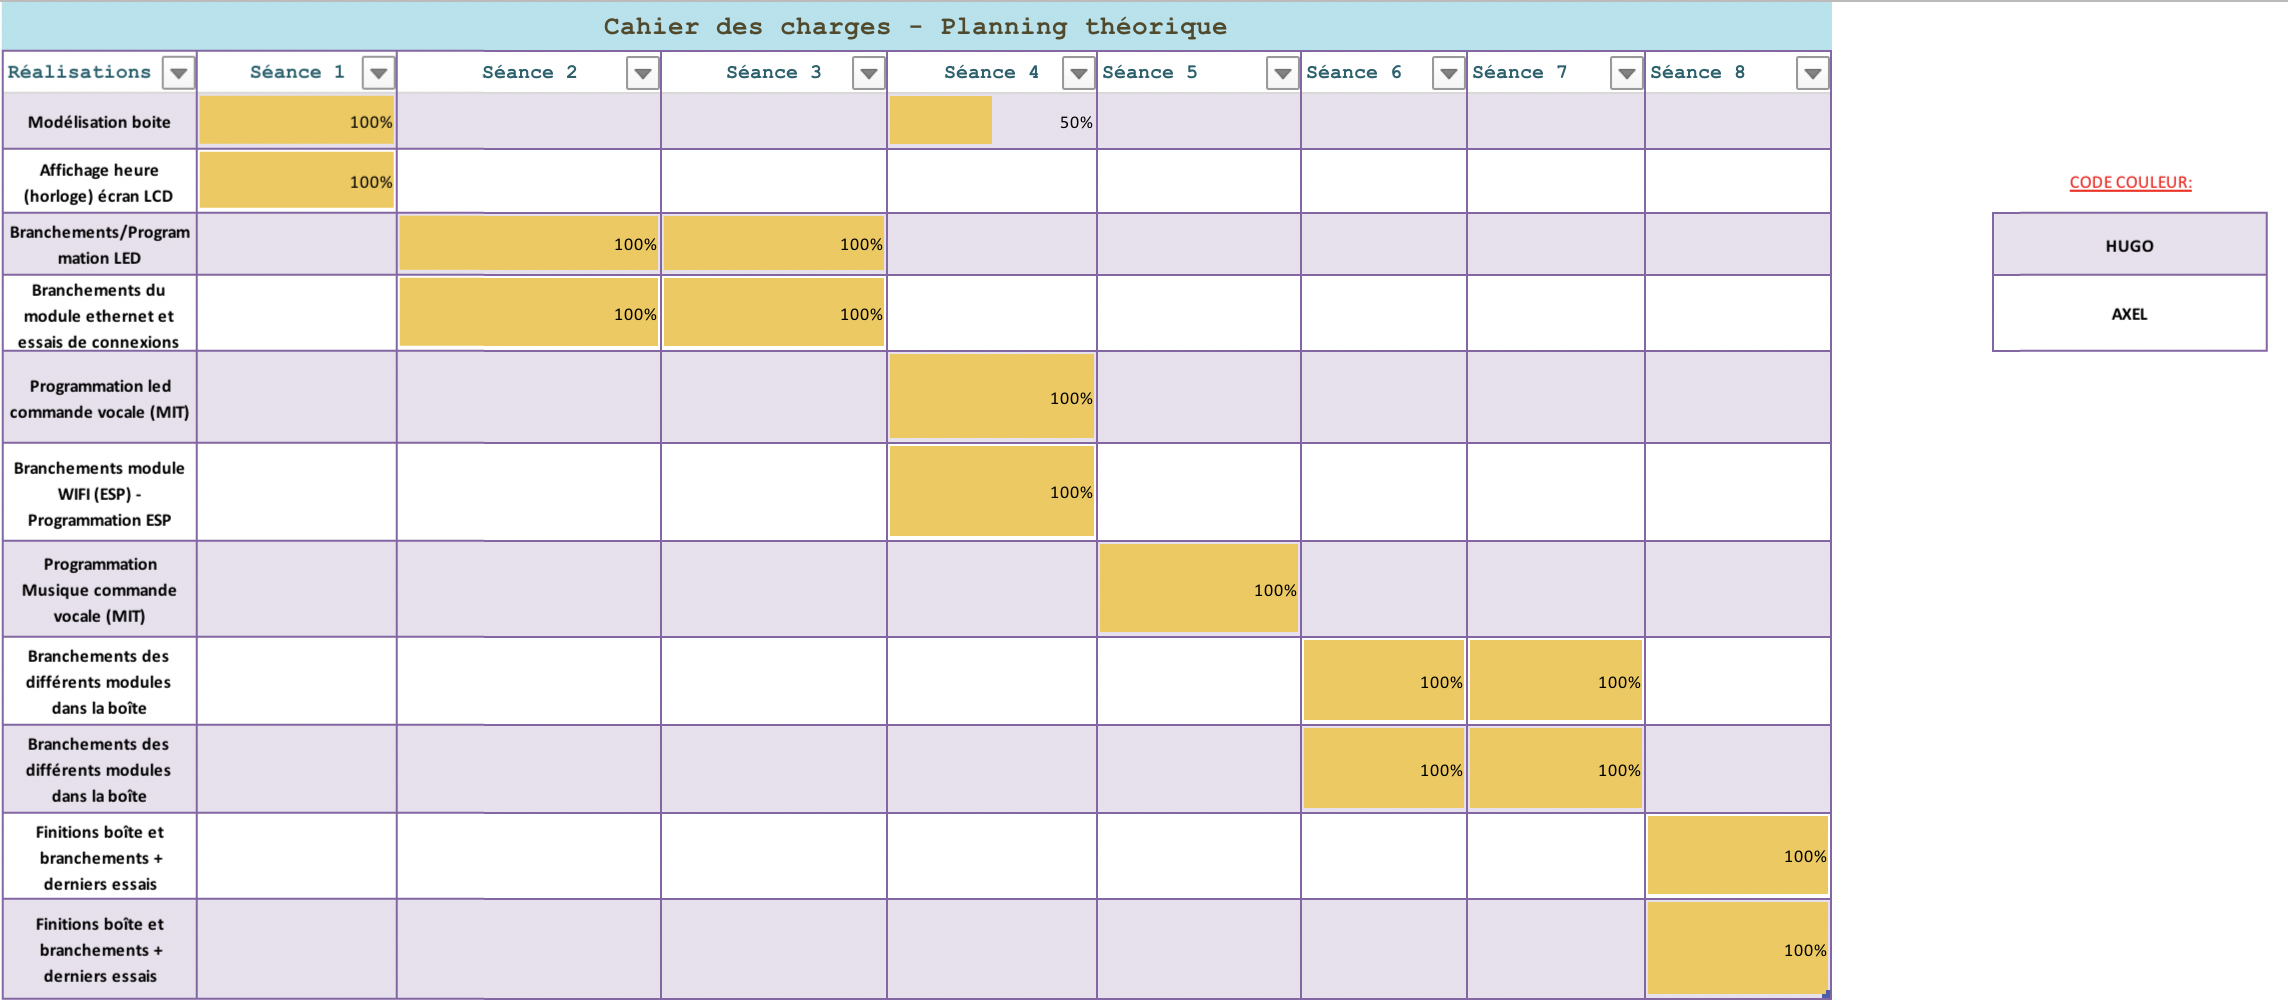 Cahier des charges - Planning théorique
Réalisations Séance 1 Séance 2 Séance 3 Séance 4 Séance 5 Séance 6 Séance 7 Séance 8
Modélisation boite 100% 50%
Affichage heure
(horloge) écran LCD 100%
Branchements/Program
mation LED 100% 100%
Branchements du
module ethernet et
essais de connexions 100% 100%
Programmation led
commande vocale (MIT) 100%
Branchements module
WIFI (ESP) -
Programmation ESP 100%
Programmation
Musique commande
vocale (MIT) 100%
Branchements des
différents modules
dans la boîte 100% 100%
Branchements des
différents modules
dans la boîte 100% 100%
Finitions boîte et
branchements +
derniers essais 100%
Finitions boîte et
branchements +
derniers essais 100%
CODE COULEUR:
HUGO
AXEL